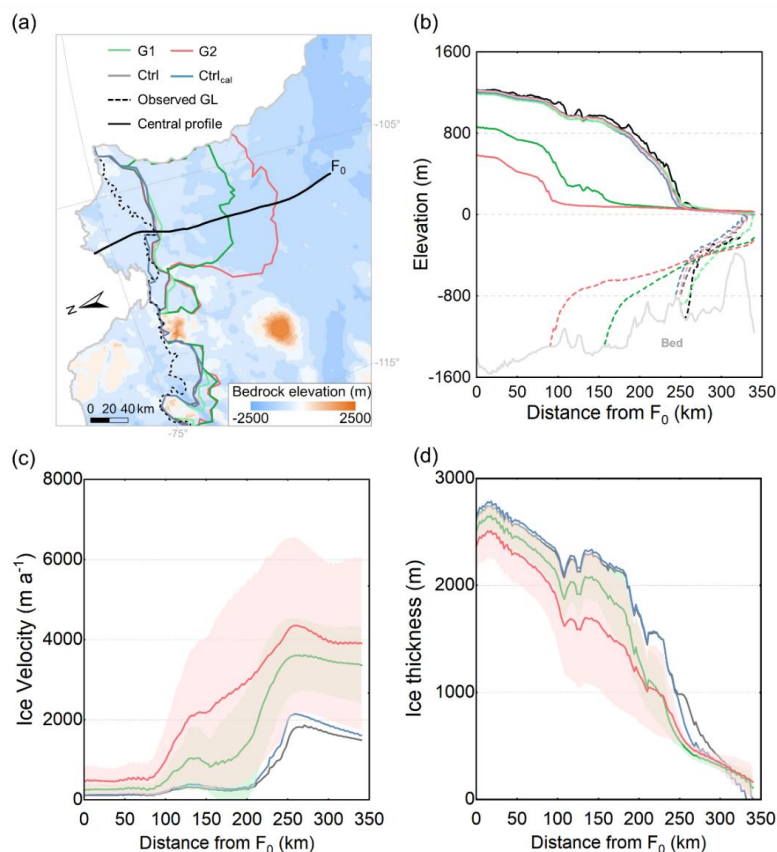 (a)
G1 G2
Ctrl Ctrlcal
Observed GL
Central profile
F0
-105°
N
-115°
Bedrock elevation (m)
0 20 40 km
-2500 2500
-75°
(b)
1600
800
0
-800
-1600
Elevation (m)
Bed
0 50 100 150 200 250 300 350
Distance from F0 (km)
(c)
8000
6000
4000
2000
0
Ice Velocity (m a⁻¹)
0 50 100 150 200 250 300 350
Distance from F0 (km)
(d)
3000
2000
1000
0
Ice thickness (m)
0 50 100 150 200 250 300 350
Distance from F0 (km)